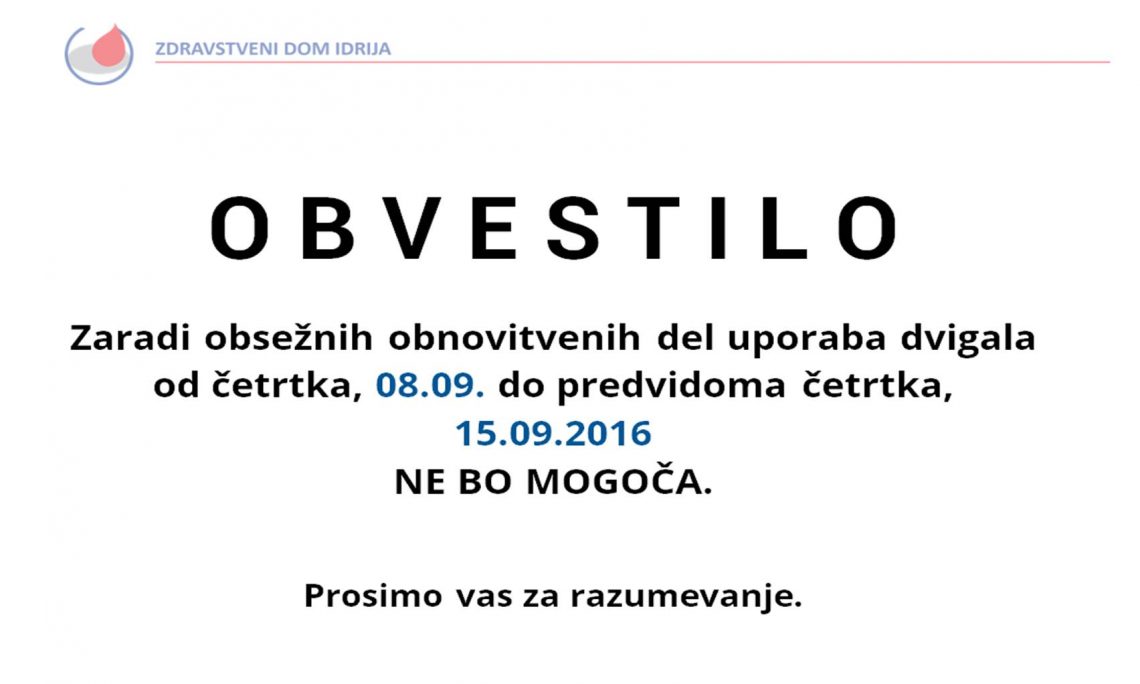 ZDRAVSTVENI DOM IDRIJA
OBVESTILO
Zaradi obsežnih obnovitvenih del uporaba dvigala
od četrtka, 08.09. do predvidoma četrtka,
15.09.2016
NE BO MOGOČA.
Prosimo vas za razumevanje.